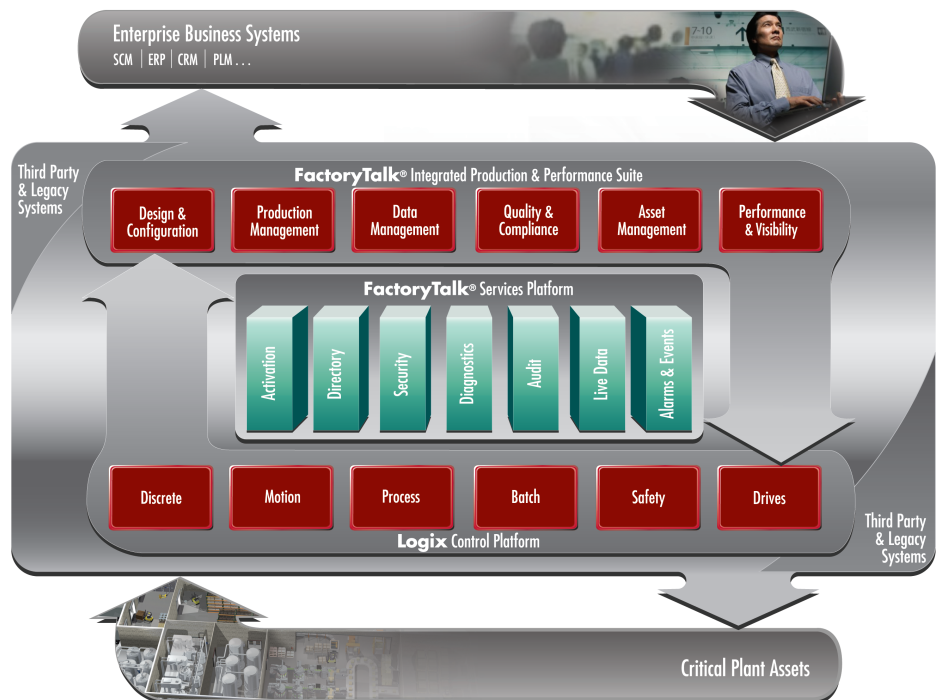 Enterprise Business Systems
SCM | ERP | CRM | PLM . . .
7-10
Third Party
& Legacy
Systems
FactoryTalk® Integrated Production & Performance Suite
Design &
Configuration
Production
Management
Data
Management
Quality &
Compliance
Asset
Management
Performance
& Visibility
FactoryTalk® Services Platform
Activation
Directory
Security
Diagnostics
Audit
Live Data
Alarms & Events
Discrete
Motion
Process
Batch
Safety
Drives
Logix Control Platform
Third Party
& Legacy
Systems
Critical Plant Assets